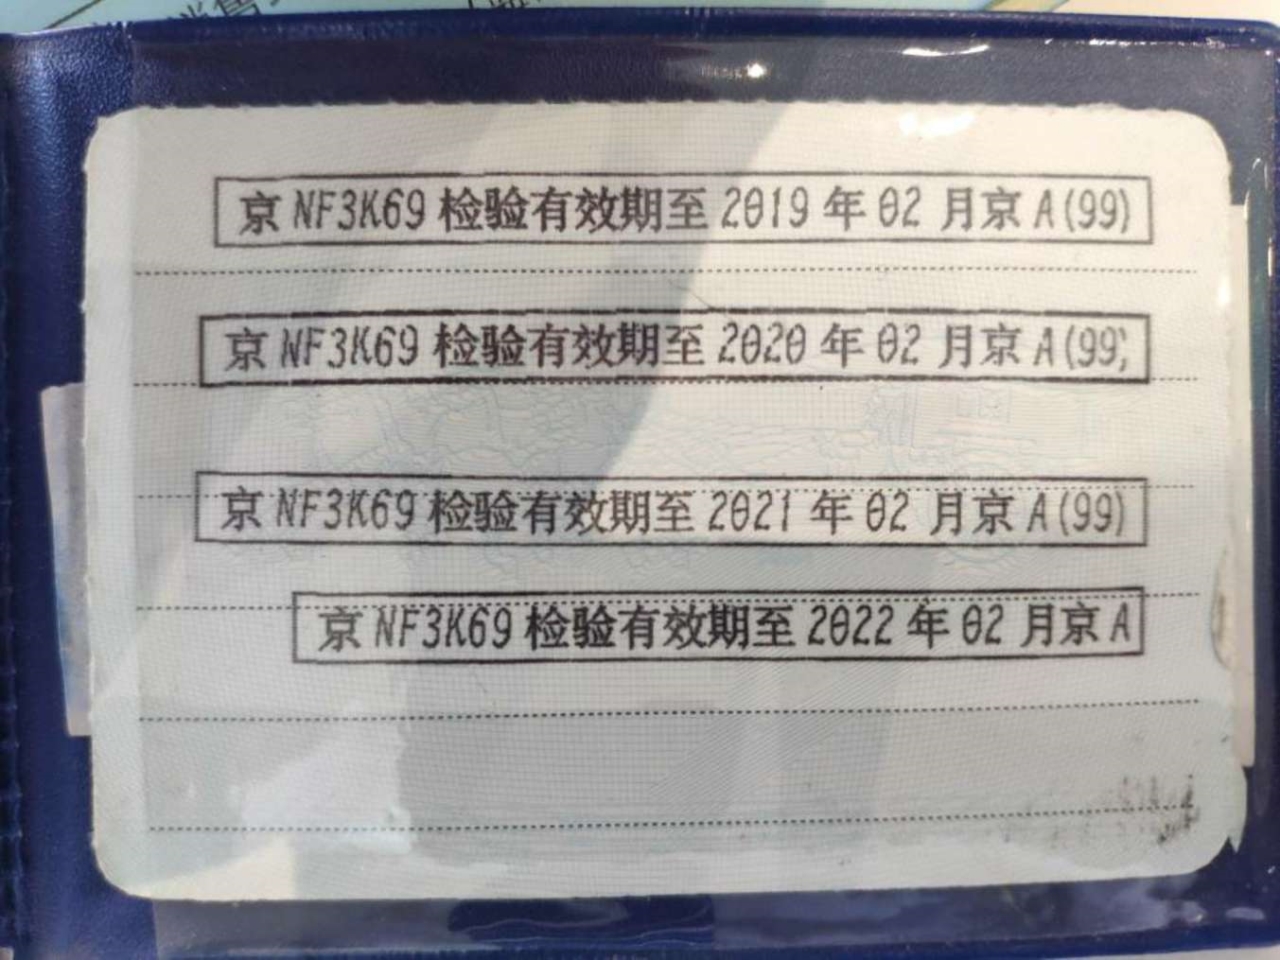 京 NF3K69 检验有效期至 2019 年 02 月京 A(99)
京 NF3K69 检验有效期至 2020 年 02 月京 A(99)
京 NF3K69 检验有效期至 2021 年 02 月京 A(99)
京 NF3K69 检验有效期至 2022 年 02 月京 A